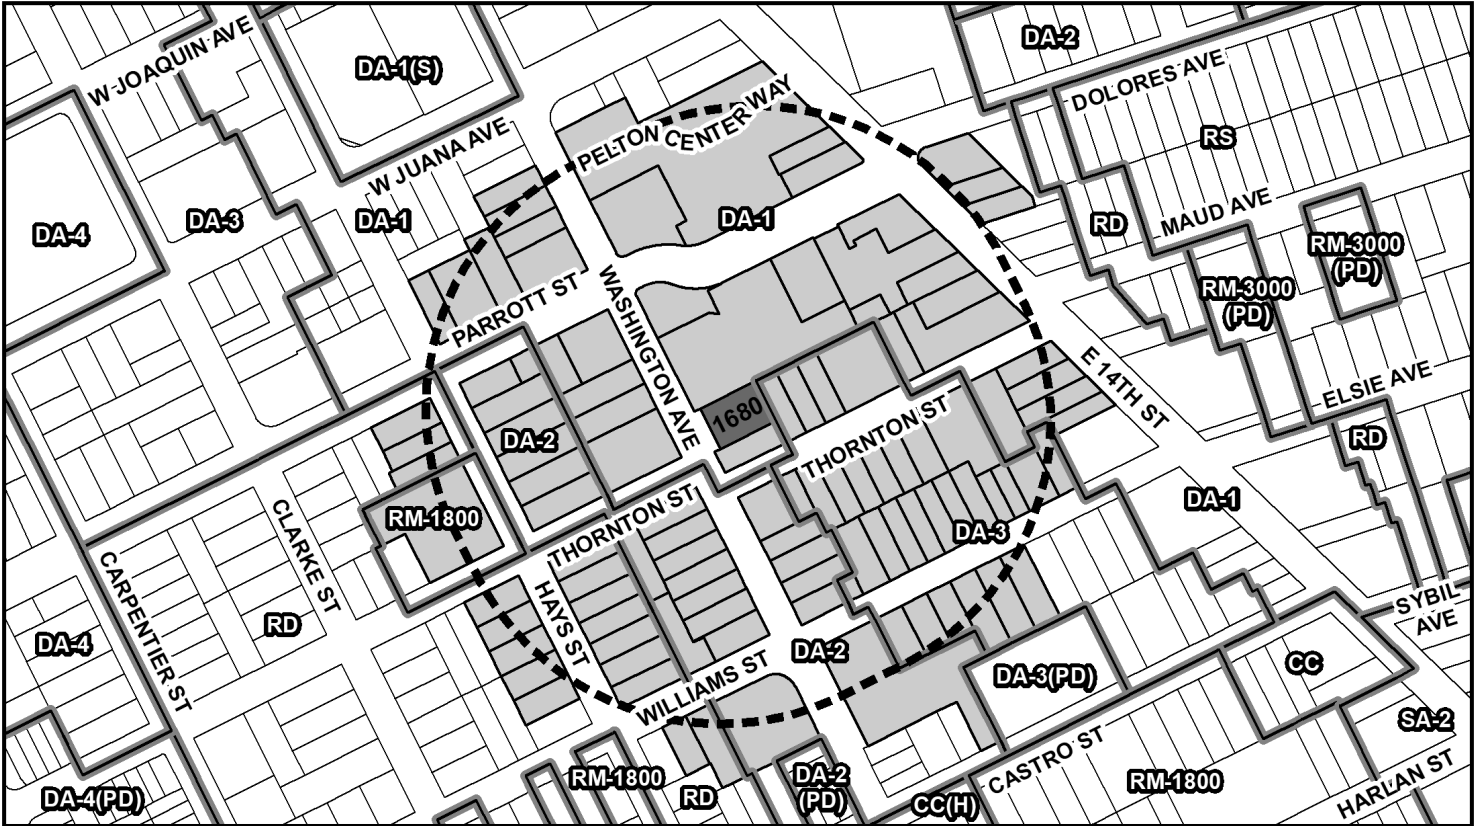 DA-2
W JOAQUIN AVE
DA-1(S)
DOLORES AVE
PELTON CENTER WAY
RS
W JUANA AVE
DA-4
DA-3
DA-1
DA-1
RD
MAUD AVE
RM-3000
(PD)
RM-3000
(PD)
PARROTT ST
WASHINGTON AVE
E 14TH ST
ELSIE AVE
1680
THORNTON ST
DA-2
RD
RM-1800
DA-1
CLARKE ST
THORNTON ST
DA-3
CARPENTIER ST
HAYS ST
SYBIL
AVE
RD
DA-4
DA-2
WILLIAMS ST
DA-3(PD)
CC
SA-2
CASTRO ST
RM-1800
RM-1800
DA-4(PD)
RD
DA-2
(PD)
CC(H)
HARLAN ST